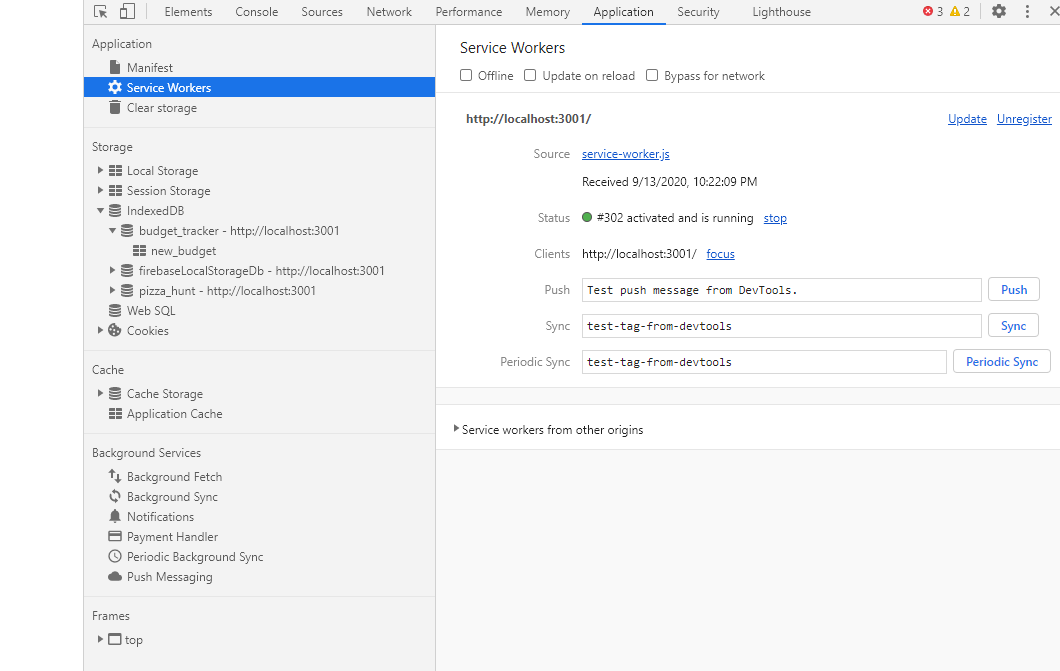 Elements Console Sources Network Performance Memory Application Security Lighthouse 3 2
Application
Manifest
Service Workers
Clear storage
Storage
Local Storage
Session Storage
IndexedDB
budget_tracker - http://localhost:3001
new_budget
firebaseLocalStorageDb - http://localhost:3001
pizza_hunt - http://localhost:3001
Web SQL
Cookies
Cache
Cache Storage
Application Cache
Background Services
Background Fetch
Background Sync
Notifications
Payment Handler
Periodic Background Sync
Push Messaging
Frames
top
Service Workers
Offline Update on reload Bypass for network
http://localhost:3001/ Update Unregister
Source service-worker.js
Received 9/13/2020, 10:22:09 PM
Status #302 activated and is running stop
Clients http://localhost:3001/ focus
Push Test push message from DevTools. Push
Sync test-tag-from-devtools Sync
Periodic Sync test-tag-from-devtools Periodic Sync
Service workers from other origins